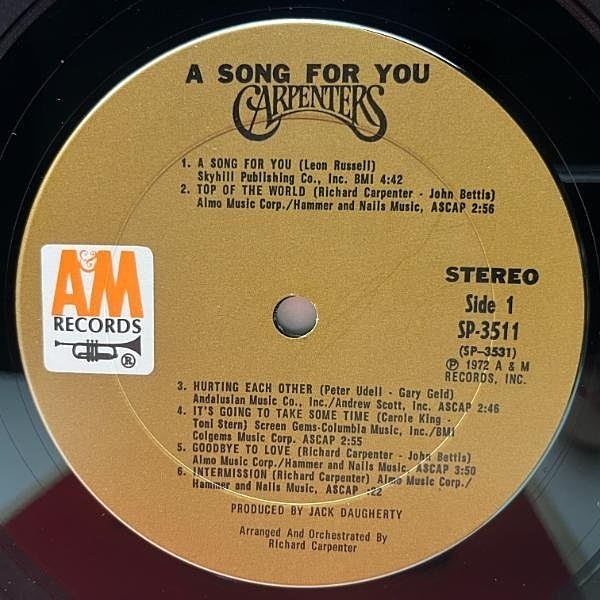 A SONG FOR YOU
CARPENTERS
1. A SONG FOR YOU (Leon Russell)
Skyhill Publishing Co., Inc. BMI 4:42
2. TOP OF THE WORLD (Richard Carpenter - John Bettis)
Almo Music Corp./Hammer and Nails Music, ASCAP 2:56
A&M
RECORDS
®
STEREO
Side 1
SP-3511
(SP-3531)
℗ 1972 A & M
RECORDS, INC.
3. HURTING EACH OTHER (Peter Udell - Gary Geld)
Andalusian Music Co., Inc./Andrew Scott, Inc. ASCAP 2:46
4. IT'S GOING TO TAKE SOME TIME (Carole King -
Toni Stern) Screen Gems-Columbia Music, Inc./BMI
Colgems Music Corp. ASCAP 2:55
5. GOODBYE TO LOVE (Richard Carpenter - John Bettis)
Almo Music Corp./Hammer and Nails Music, ASCAP 3:50
6. INTERMISSION (Richard Carpenter) Almo Music Corp./
Hammer and Nails Music, ASCAP :22
PRODUCED BY JACK DAUGHERTY
Arranged And Orchestrated By
Richard Carpenter